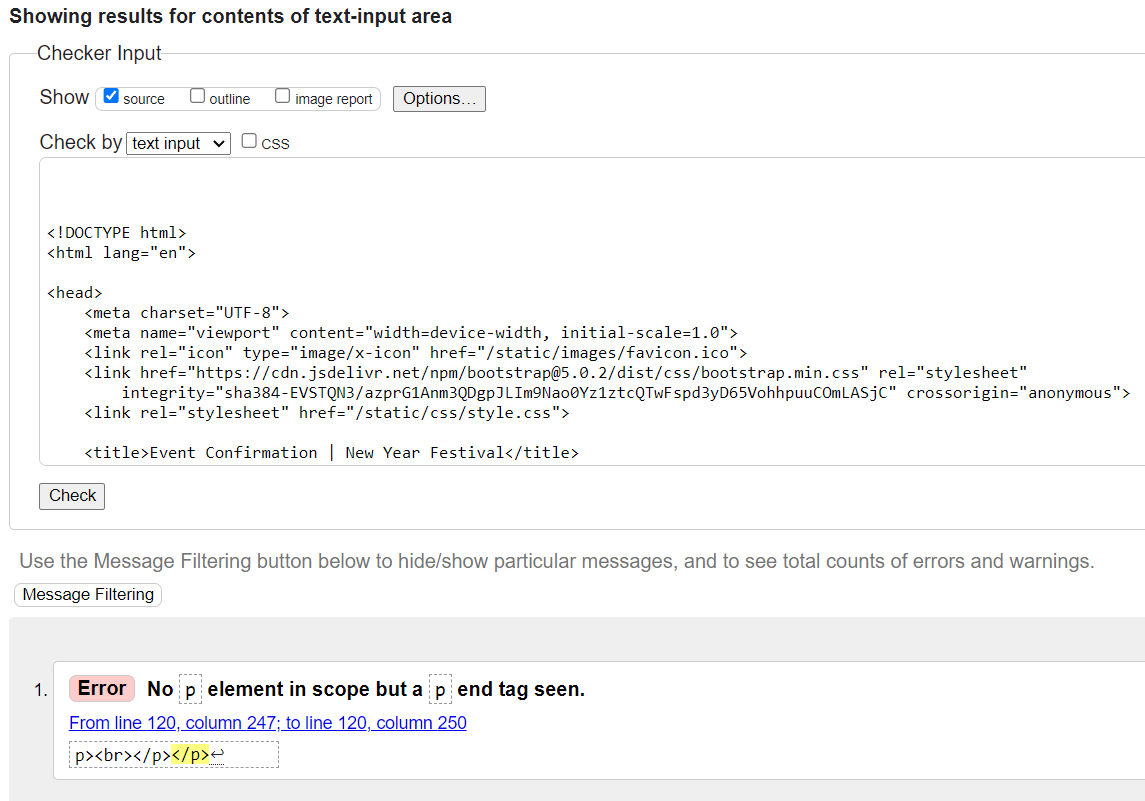 Showing results for contents of text-input area
Checker Input
Show source outline image report Options…
Check by text input CSS
<!DOCTYPE html>
<html lang="en">
<head>
<meta charset="UTF-8">
<meta name="viewport" content="width=device-width, initial-scale=1.0">
<link rel="icon" type="image/x-icon" href="/static/images/favicon.ico">
<link href="https://cdn.jsdelivr.net/npm/bootstrap@5.0.2/dist/css/bootstrap.min.css" rel="stylesheet"
integrity="sha384-EVSTQN3/azprG1Anm3QDgpJLIm9Nao0Yz1ztcQTwFspd3yD65VohhpuuCOmLASjC" crossorigin="anonymous">
<link rel="stylesheet" href="/static/css/style.css">
<title>Event Confirmation | New Year Festival</title>
Check
Use the Message Filtering button below to hide/show particular messages, and to see total counts of errors and warnings.
Message Filtering
1. Error No p element in scope but a p end tag seen.
From line 120, column 247; to line 120, column 250
p><br></p></p>↩